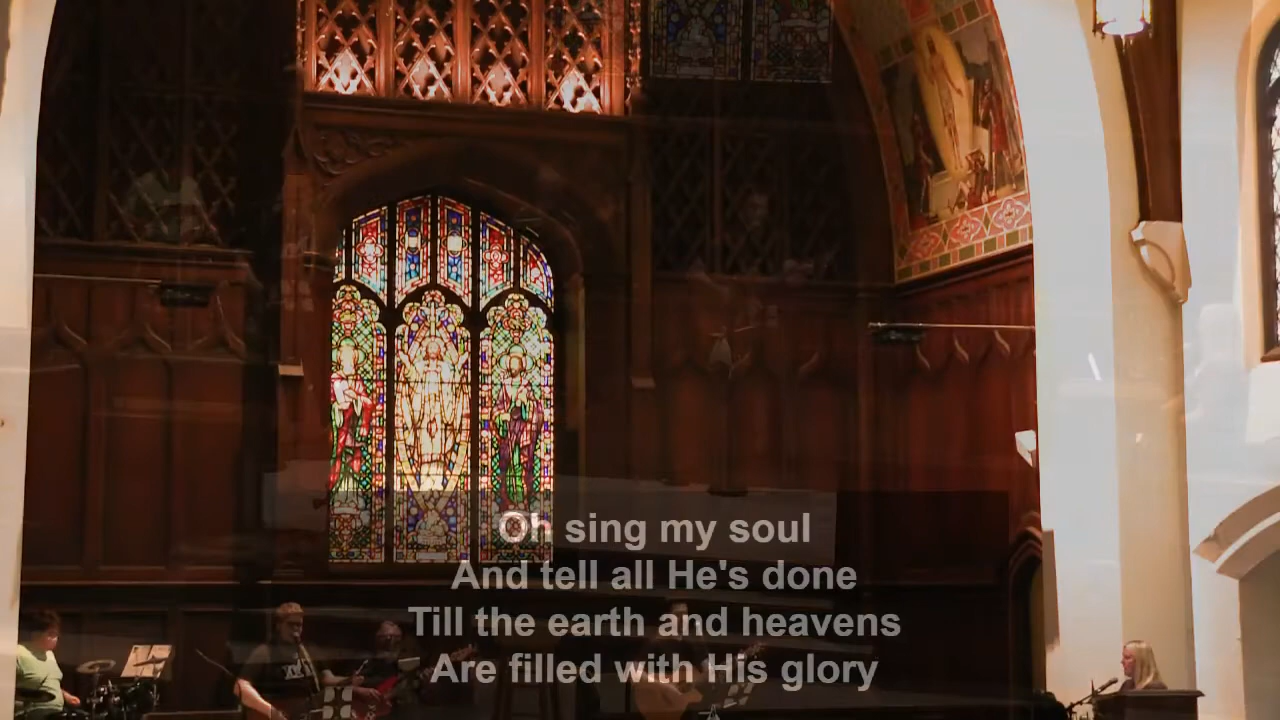 Oh sing my soul
And tell all He's done
Till the earth and heavens
Are filled with His glory